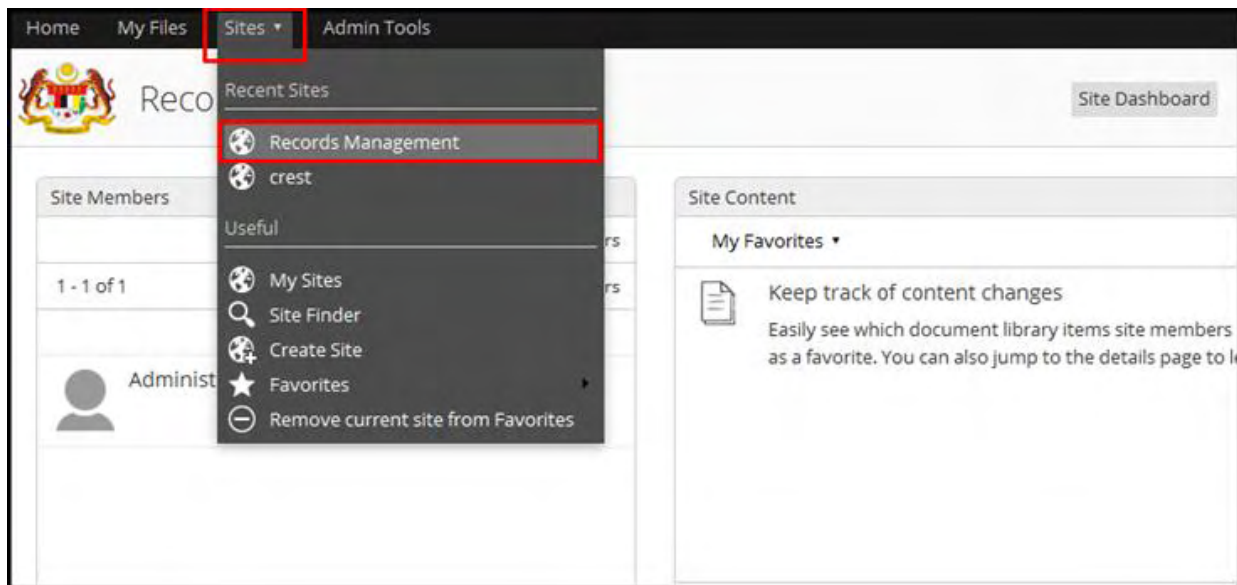 Home My Files Sites Admin Tools
Reco
Site Dashboard
Recent Sites
Records Management
crest
Useful
My Sites
Site Finder
Create Site
Favorites
Remove current site from Favorites
Site Members
rs
1 - 1 of 1 rs
Administ
Site Content
My Favorites
Keep track of content changes
Easily see which document library items site members
as a favorite. You can also jump to the details page to